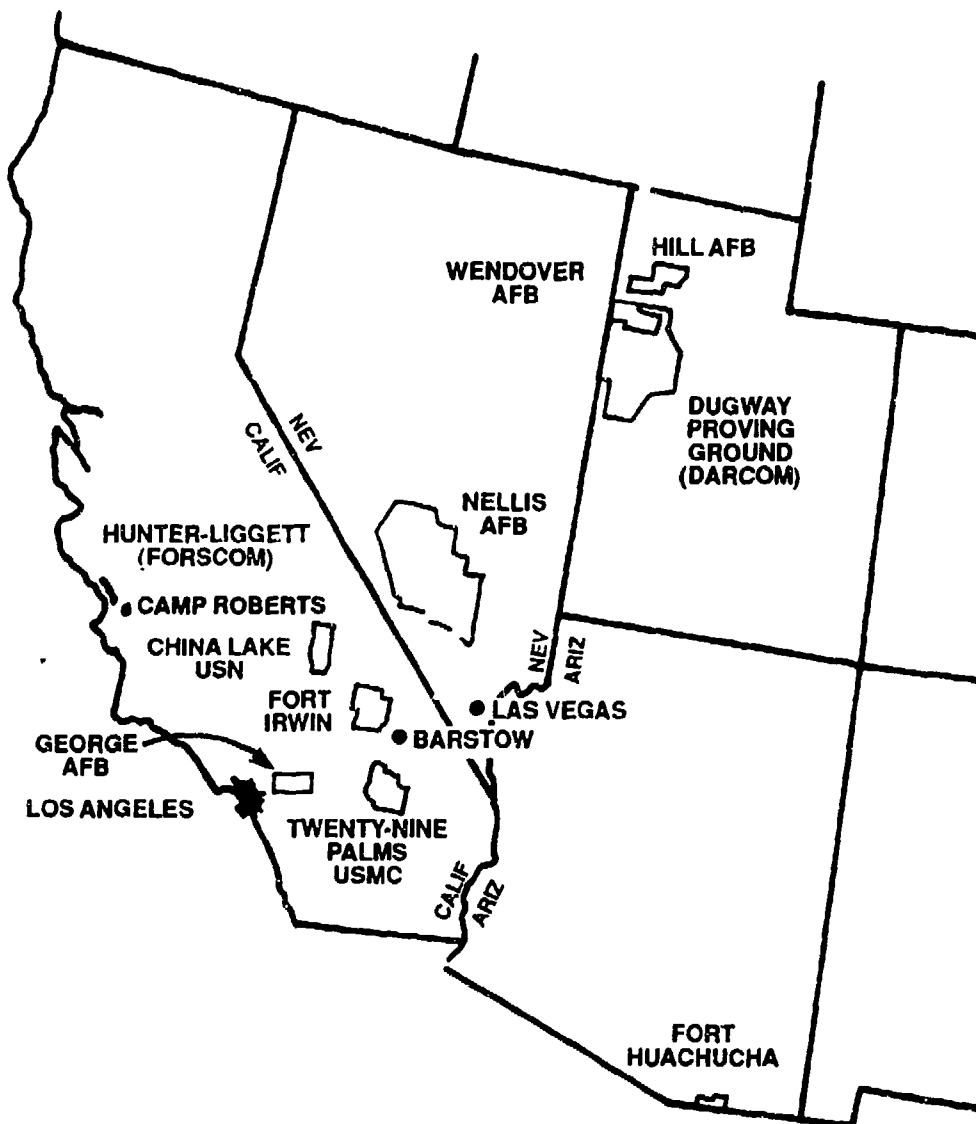 HILL AFB
WENDOVER
AFB
DUGWAY
PROVING
GROUND
(DARCOM)
NEV
CALIF
NELLIS
AFB
HUNTER-LIGGETT
(FORSCOM)
CAMP ROBERTS
CHINA LAKE
USN
NEV
ARIZ
FORT
IRWIN
LAS VEGAS
BARSTOW
GEORGE
AFB
LOS ANGELES
TWENTY-NINE
PALMS
USMC
CALIF
ARIZ
FORT
HUACHUCHA